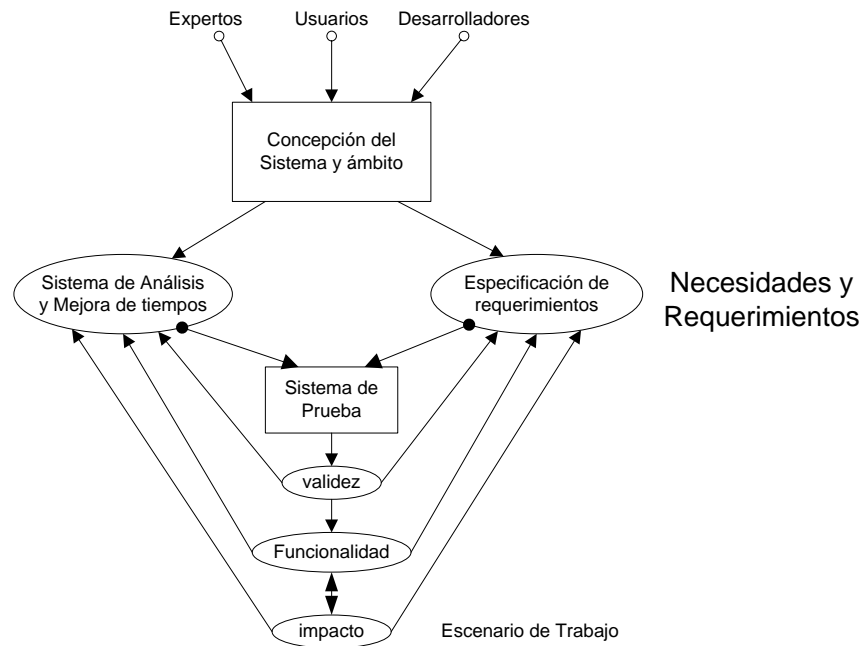 Expertos
Usuarios
Desarrolladores
Concepción del
Sistema y ámbito
Sistema de Análisis
y Mejora de tiempos
Especificación de
requerimientos
Necesidades y
Requerimientos
Sistema de
Prueba
validez
Funcionalidad
impacto
Escenario de Trabajo